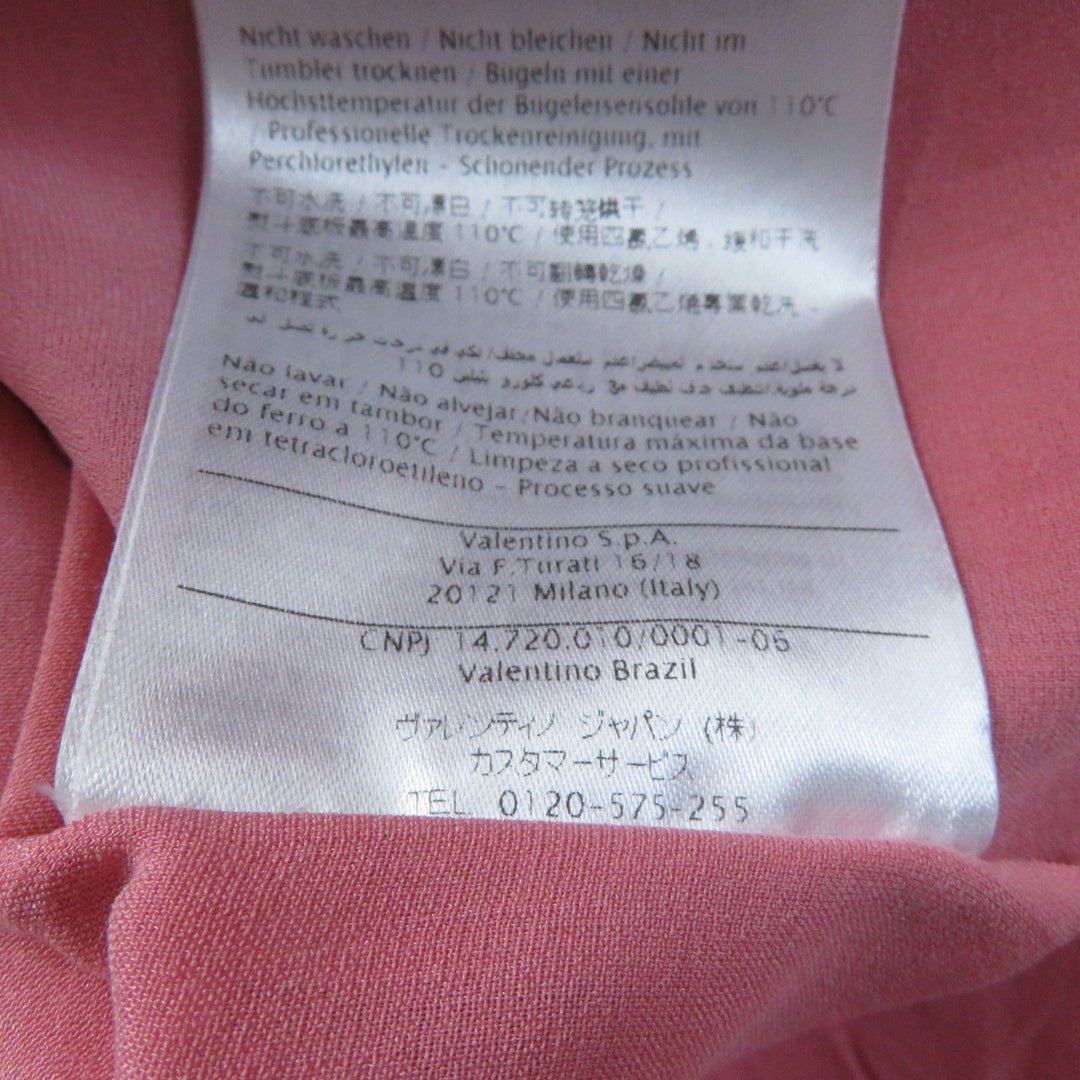 Nicht waschen / Nicht bleichen / Nicht im
Tumbler trocknen / Bügeln mit einer
Höchsttemperatur der Bügeleisensohle von 110°C
/ Professionelle Trockenreinigung, mit
Perchlorethylen - Schonender Prozess
不可水洗 / 不可漂白 / 不可转笼烘干 /
熨斗底板最高温度 110°C / 使用四氯乙烯, 缓和干洗
不可水洗 / 不可漂白 / 不可翻轉乾燥 /
熨斗底板最高溫度 110°C / 使用四氯乙烯專業乾洗 -
溫和程式
110
Não lavar / Não alvejar/Não branquear / Não
secar em tambor / Temperatura máxima da base
do ferro a 110°C / Limpeza a seco profissional
em tetracloroetileno - Processo suave
Valentino S.p.A.
Via F.Turati 16/18
20121 Milano (Italy)
CNPJ 14.720.010/0001-06
Valentino Brazil
ヴァレンティノ ジャパン (株)
カスタマーサービス
TEL. 0120-575-255